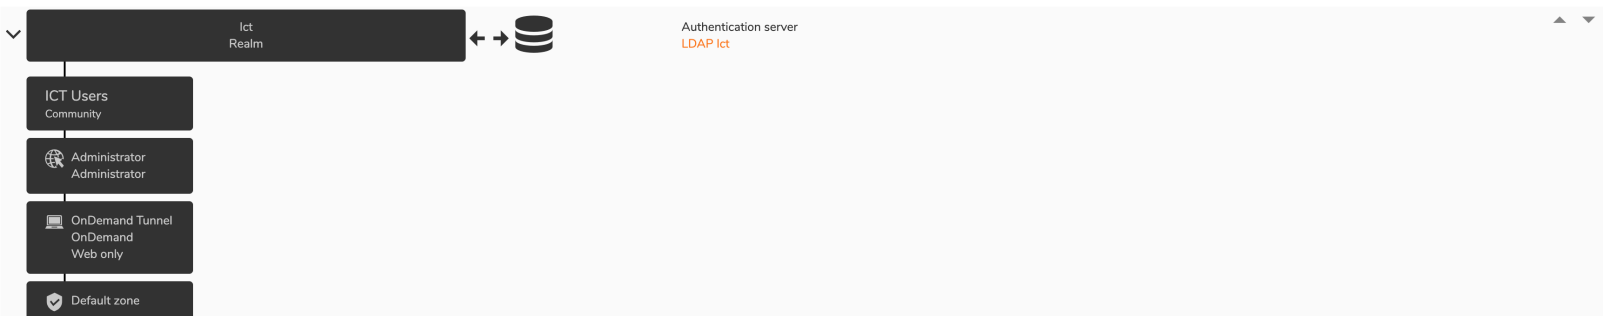 Ict
Realm
Authentication server
LDAP Ict
ICT Users
Community
Administrator
Administrator
OnDemand Tunnel
OnDemand
Web only
Default zone